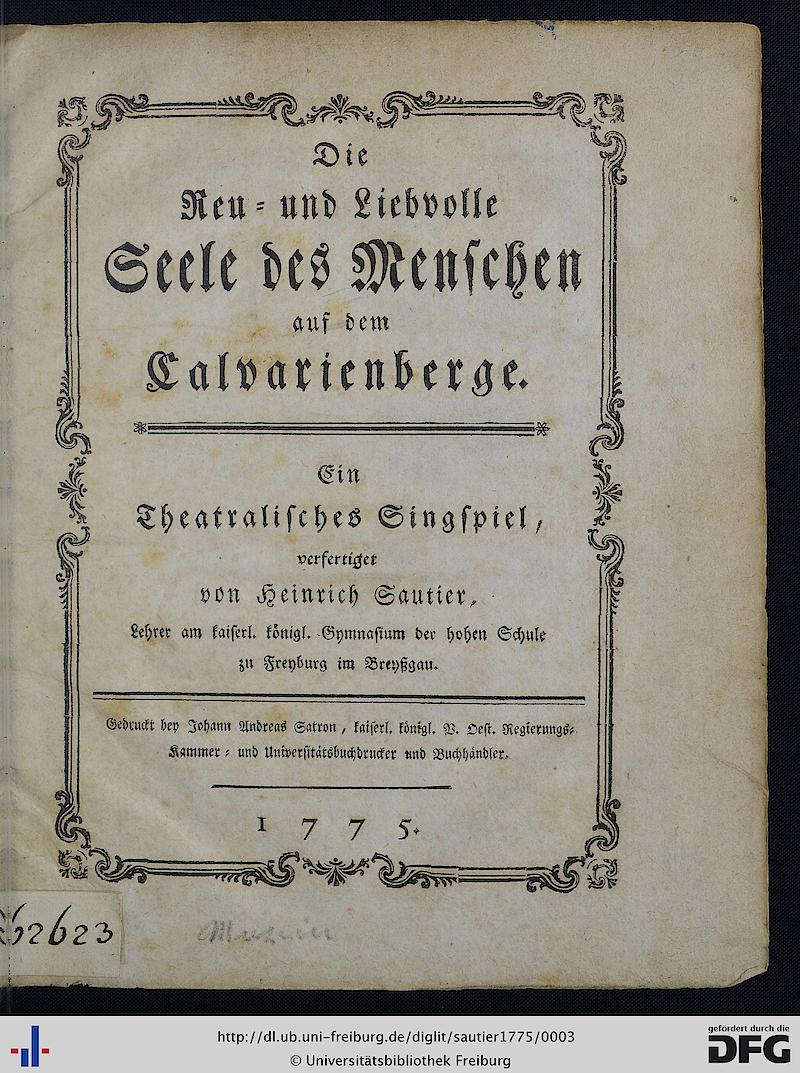 Die
Reu- und Liebvolle
Seele des Menschen
auf dem
Calvarienberge.
Ein
Theatralisches Singspiel,
verfertiget
von Heinrich Sautier,
Lehrer am kaiserl. königl. Gymnasium der hohen Schule
zu Freyburg im Breyßgau.
Gedruckt bey Johann Andreas Satron, kaiserl. königl. V. Oest. Regierungs-
Kammer- und Universitätsbuchdrucker und Buchhändler.
1775.
62623
http://dl.ub.uni-freiburg.de/diglit/sautier1775/0003
© Universitätsbibliothek Freiburg
gefördert durch die
DFG